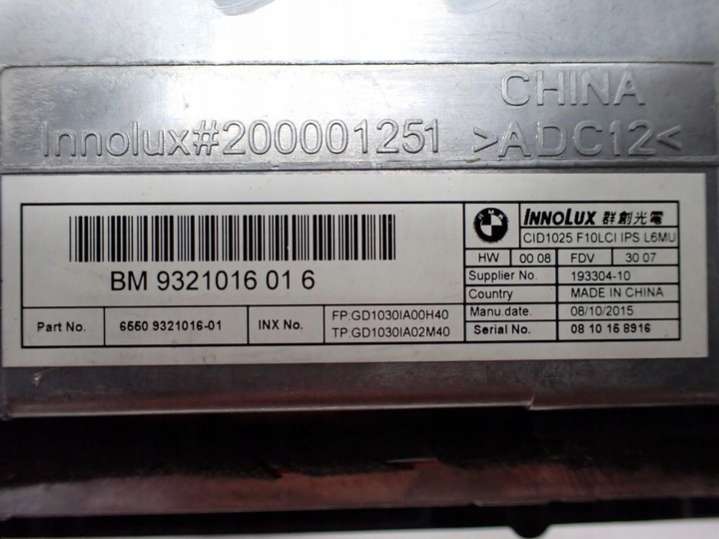 CHINA
Innolux#200001251 >ADC12<
INNOLUX 群創光電
CID1025 F10LCI IPS L6MU
HW 00 08 FDV 30 07
BM 9321016 01 6
Supplier No. 193304-10
Country MADE IN CHINA
Part No. 6550 9321016-01 INX No. FP:GD1030IA00H40
TP:GD1030IA02M40
Manu.date. 08/10/2015
Serial No. 08 10 16 8916